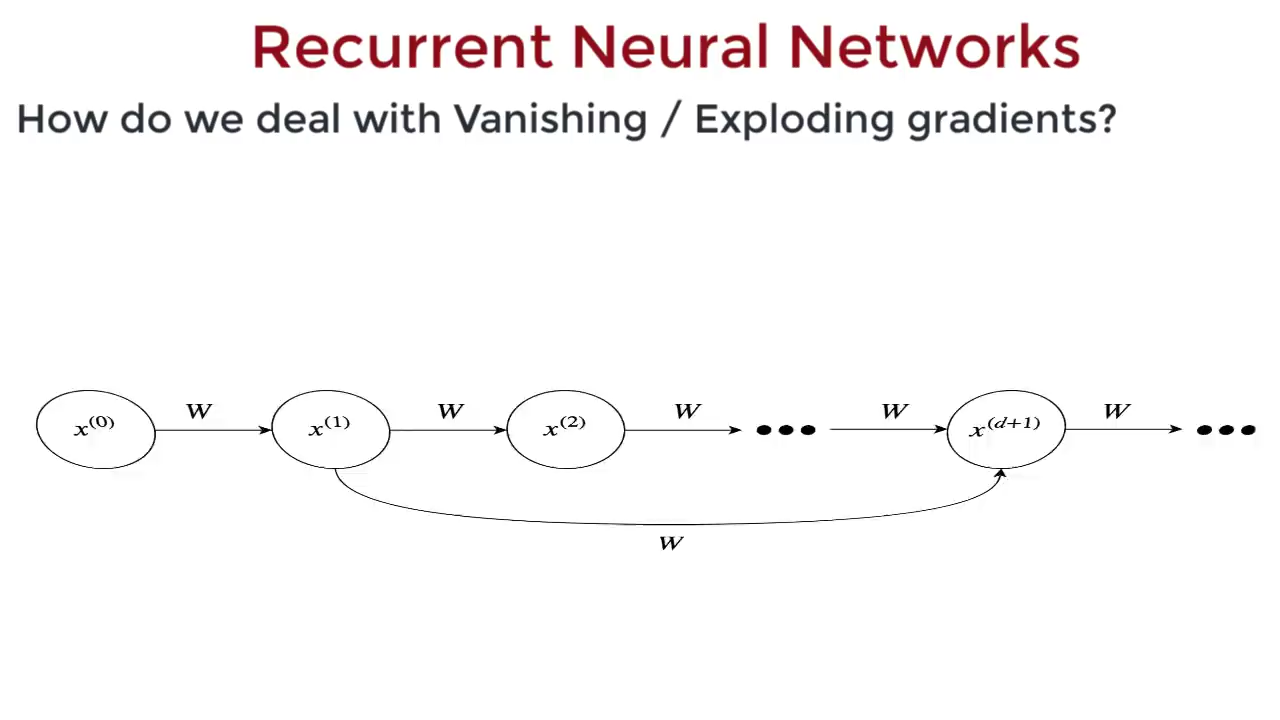 Recurrent Neural Networks
How do we deal with Vanishing / Exploding gradients?
W W W W W
x^(0) x^(1) x^(2) ••• x^(d+1) •••
W